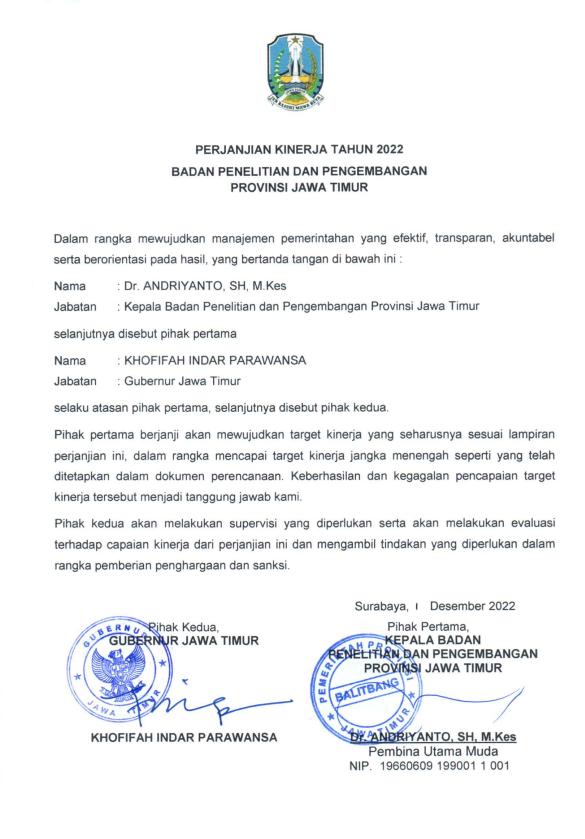 JER BASUKI MAWA BEYA
PERJANJIAN KINERJA TAHUN 2022
BADAN PENELITIAN DAN PENGEMBANGAN
PROVINSI JAWA TIMUR
Dalam rangka mewujudkan manajemen pemerintahan yang efektif, transparan, akuntabel
serta berorientasi pada hasil, yang bertanda tangan di bawah ini :
Nama : Dr. ANDRIYANTO, SH, M.Kes
Jabatan : Kepala Badan Penelitian dan Pengembangan Provinsi Jawa Timur
selanjutnya disebut pihak pertama
Nama : KHOFIFAH INDAR PARAWANSA
Jabatan : Gubernur Jawa Timur
selaku atasan pihak pertama, selanjutnya disebut pihak kedua.
Pihak pertama berjanji akan mewujudkan target kinerja yang seharusnya sesuai lampiran
perjanjian ini, dalam rangka mencapai target kinerja jangka menengah seperti yang telah
ditetapkan dalam dokumen perencanaan. Keberhasilan dan kegagalan pencapaian target
kinerja tersebut menjadi tanggung jawab kami.
Pihak kedua akan melakukan supervisi yang diperlukan serta akan melakukan evaluasi
terhadap capaian kinerja dari perjanjian ini dan mengambil tindakan yang diperlukan dalam
rangka pemberian penghargaan dan sanksi.
Surabaya, 1 Desember 2022
Pihak Kedua,
GUBERNUR JAWA TIMUR
GUBERNUR
JAWA TIMUR
KHOFIFAH INDAR PARAWANSA
Pihak Pertama,
KEPALA BADAN
PENELITIAN DAN PENGEMBANGAN
PROVINSI JAWA TIMUR
PEMERINTAH PROVINSI
BALITBANG
JAWA TIMUR
Dr. ANDRIYANTO, SH, M.Kes
Pembina Utama Muda
NIP. 19660609 199001 1 001